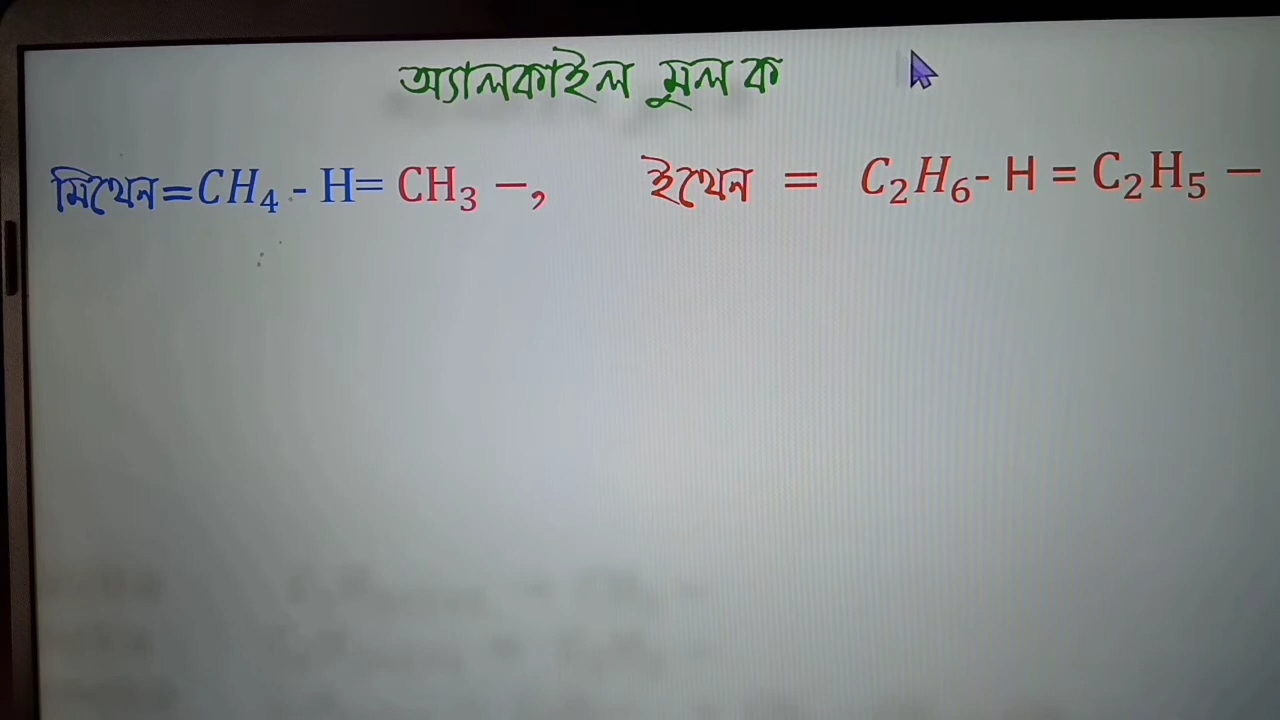 অ্যালকাইল মূলক
মিথেন=CH₄ - H= CH₃ −, ইথেন = C₂H₆- H = C₂H₅ −